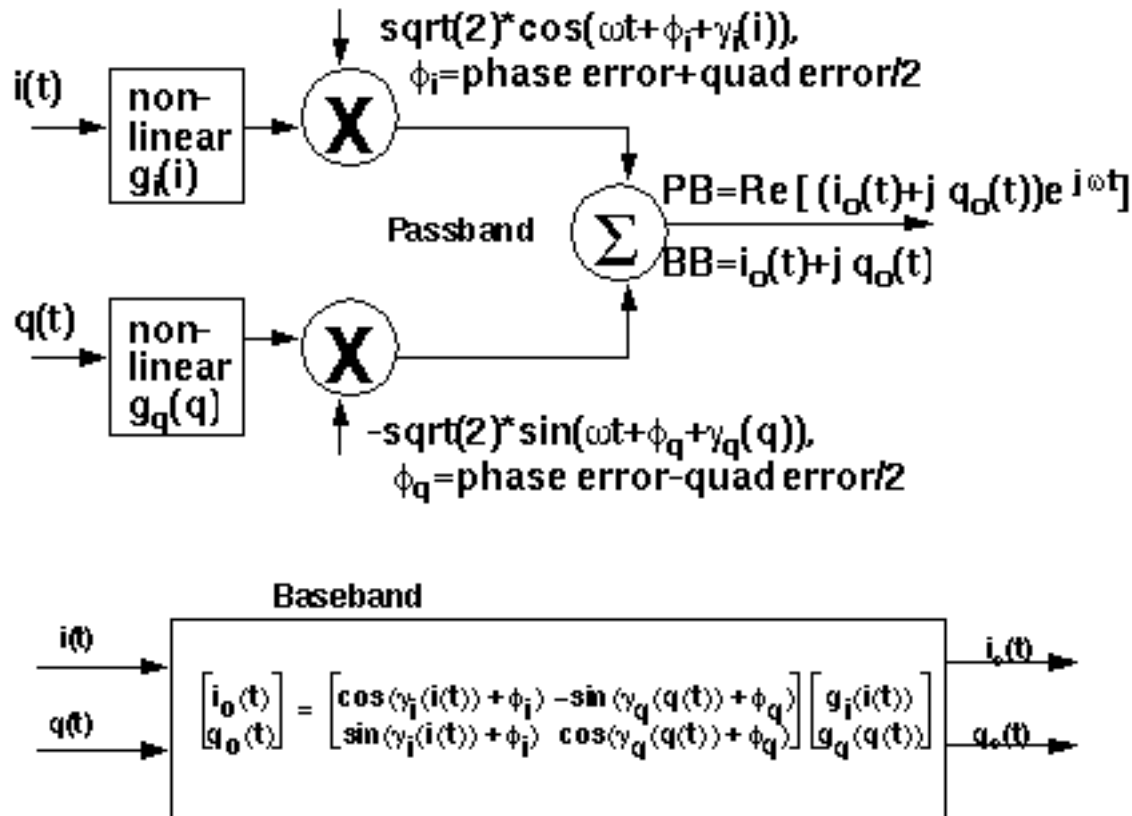 sqrt(2)*cos(ωt+ϕi+γi(i)),
ϕi=phase error+quad error/2
i(t)
non-
linear
gi(i)
X
PB=Re[ (io(t)+j qo(t))e jωt]
Passband
Σ
BB=io(t)+j qo(t)
q(t)
non-
linear
gq(q)
X
-sqrt(2)*sin(ωt+ϕq+γq(q)),
ϕq=phase error-quad error/2
Baseband
i(t)
io(t)
[io(t)] = [cos(γi(i(t))+ϕi) -sin(γq(q(t))+ϕq)] [gi(i(t))]
[qo(t)] [sin(γi(i(t))+ϕi) cos(γq(q(t))+ϕq)] [gq(q(t))]
q(t)
qo(t)